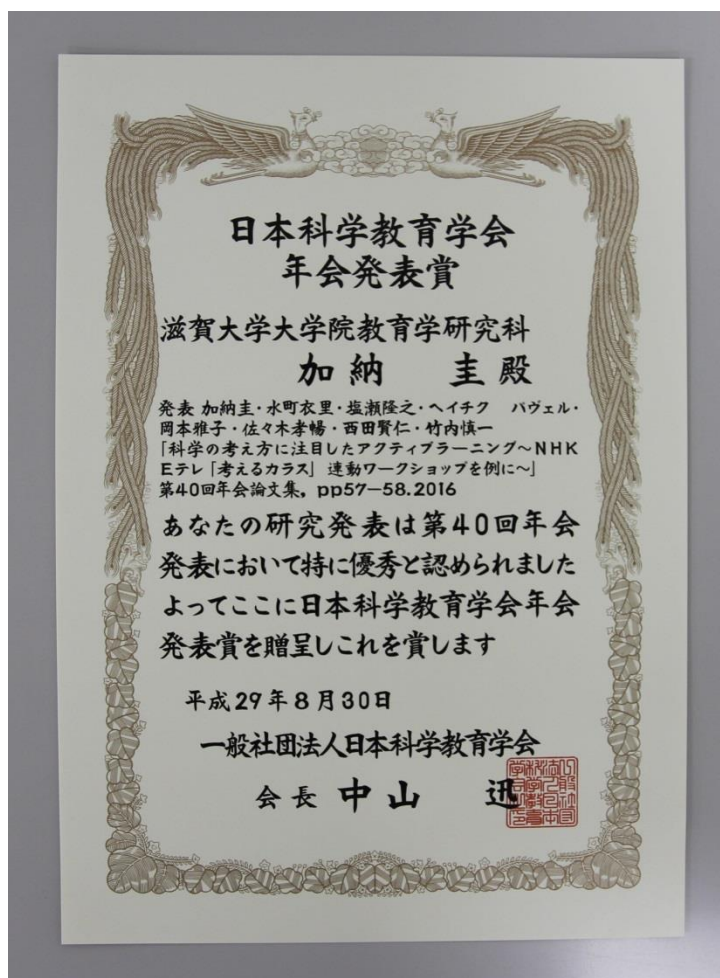 日本科学教育学会
年会発表賞
滋賀大学大学院教育学研究科
加納 圭 殿
発表 加納圭・水町衣里・塩瀬隆之・ヘイチク パヴェル・
岡本雅子・佐々木孝暢・西田賢仁・竹内慎一
「科学の考え方に注目したアクティブラーニング〜NHK
Eテレ「考えるカラス」連動ワークショップを例に〜」
第40回年会論文集, pp57-58.2016
あなたの研究発表は第40回年会
発表において特に優秀と認められました
よってここに日本科学教育学会年会
発表賞を贈呈しこれを賞します
平成29年8月30日
一般社団法人日本科学教育学会
会長 中山 迅